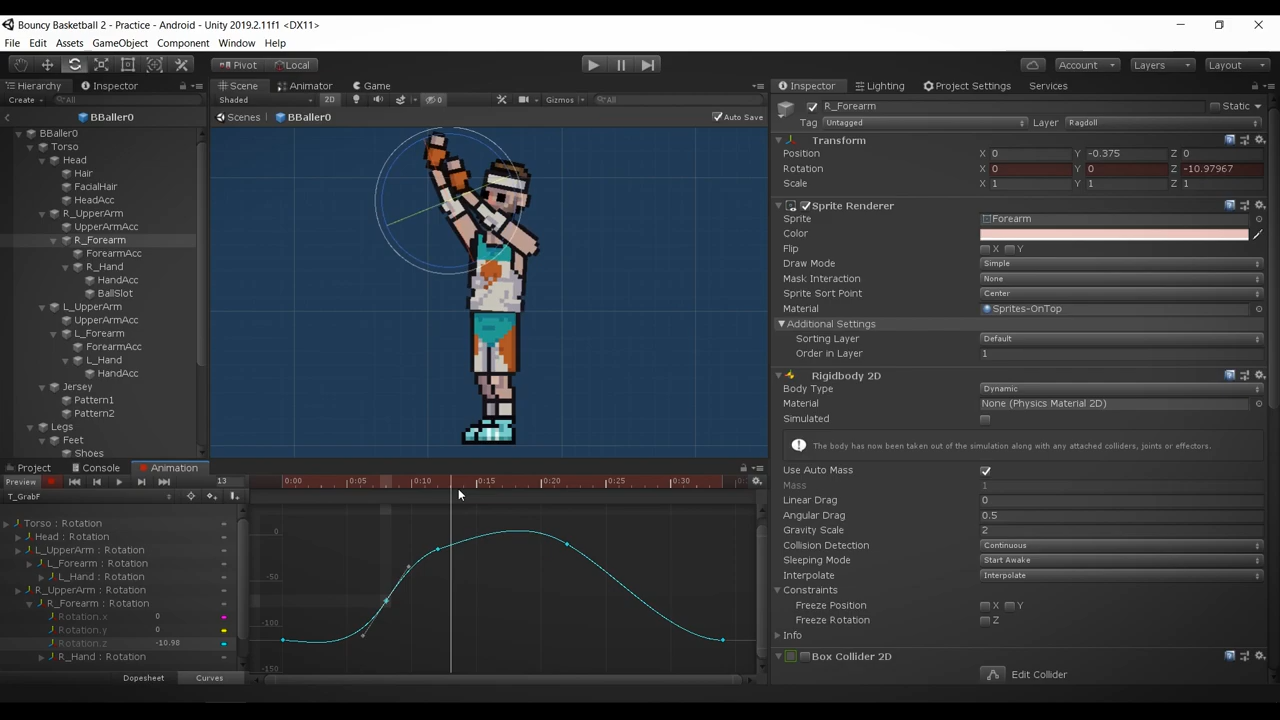 Bouncy Basketball 2 - Practice - Android - Unity 2019.2.11f1 <DX11>
File Edit Assets GameObject Component Window Help
Pivot Local Account Layers Layout
Hierarchy Inspector
Create All
BBaller0
BBaller0
Torso
Head
Hair
FacialHair
HeadAcc
R_UpperArm
UpperArmAcc
R_Forearm
ForearmAcc
R_Hand
HandAcc
BallSlot
L_UpperArm
UpperArmAcc
L_Forearm
ForearmAcc
L_Hand
HandAcc
Jersey
Pattern1
Pattern2
Legs
Feet
Shoes
Scene Animator Game
Shaded 2D 0 Gizmos All
Scenes BBaller0 Auto Save
Inspector Lighting Project Settings Services
R_Forearm Static
Tag Untagged Layer Ragdoll
Transform
Position X 0 Y -0.375 Z 0
Rotation X 0 Y 0 Z -10.97967
Scale X 1 Y 1 Z 1
Sprite Renderer
Sprite Forearm
Color
Flip X Y
Draw Mode Simple
Mask Interaction None
Sprite Sort Point Center
Material Sprites-OnTop
Additional Settings
Sorting Layer Default
Order in Layer 1
Rigidbody 2D
Body Type Dynamic
Material None (Physics Material 2D)
Simulated
The body has now been taken out of the simulation along with any attached colliders, joints or effectors.
Use Auto Mass
Mass 1
Linear Drag 0
Angular Drag 0.5
Gravity Scale 2
Collision Detection Continuous
Sleeping Mode Start Awake
Interpolate Interpolate
Constraints
Freeze Position X Y
Freeze Rotation Z
Info
Box Collider 2D
Edit Collider
Project Console Animation
Preview 13 0:00 0:05 0:10 0:15 0:20 0:25 0:30
T_GrabF
Torso : Rotation
Head : Rotation
L_UpperArm : Rotation
L_Forearm : Rotation
L_Hand : Rotation
R_UpperArm : Rotation
R_Forearm : Rotation
Rotation.x 0
Rotation.y 0
Rotation.z -10.98
R_Hand : Rotation
Dopesheet Curves
0
-50
-100
-150